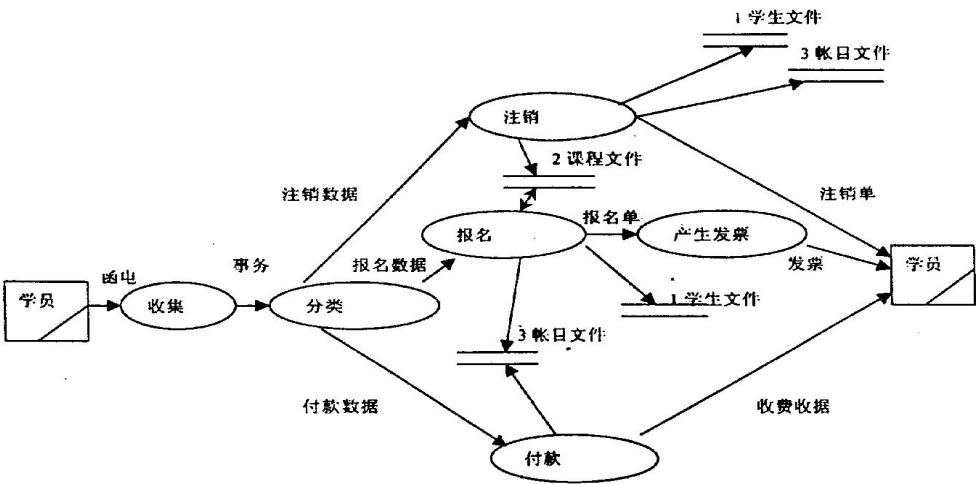 1 学生文件
3 帐目文件
注销
2 课程文件
注销数据
注销单
报名单
报名
产生发票
事务
报名数据
发票
学员
函电
学员
收集
分类
1 学生文件
3 帐目文件
付款数据
收费收据
付款